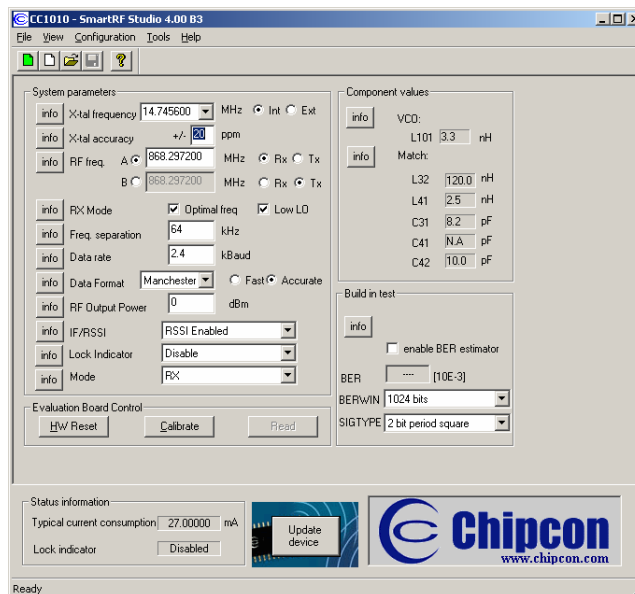 CC1010 - SmartRF Studio 4.00 B3
File View Configuration Tools Help
System parameters
info X-tal frequency 14.745600 MHz Int Ext
info X-tal accuracy +/- 20 ppm
info RF freq. A 868.297200 MHz Rx Tx
B 868.297200 MHz Rx Tx
info RX Mode Optimal freq Low LO
info Freq. separation 64 kHz
info Data rate 2.4 kBaud
info Data Format Manchester Fast Accurate
info RF Output Power 0 dBm
info IF/RSSI RSSI Enabled
info Lock Indicator Disable
info Mode RX
Evaluation Board Control
HW Reset Calibrate Read
Component values
info VCO:
L101 3.3 nH
info Match:
L32 120.0 nH
L41 2.5 nH
C31 8.2 pF
C41 N.A pF
C42 10.0 pF
Build in test
info
enable BER estimator
BER ---- [10E-3]
BERWIN 1024 bits
SIGTYPE 2 bit period square
Status information
Typical current consumption 27.00000 mA
Lock indicator Disabled
Update
device
Chipcon
www.chipcon.com
Ready